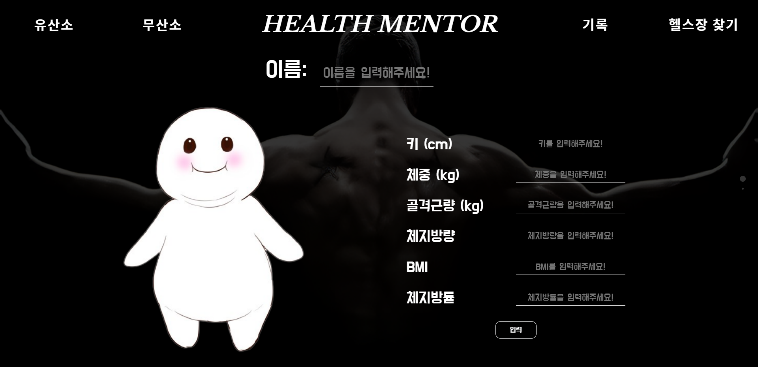 유산소 무산소 HEALTH MENTOR 기록 헬스장 찾기
이름: 이름을 입력해주세요!
키 (cm) 키를 입력해주세요!
체중 (kg) 체중을 입력해주세요!
골격근량 (kg) 골격근량을 입력해주세요!
체지방량 체지방량을 입력해주세요!
BMI BMI를 입력해주세요!
체지방률 체지방률을 입력해주세요!
입력